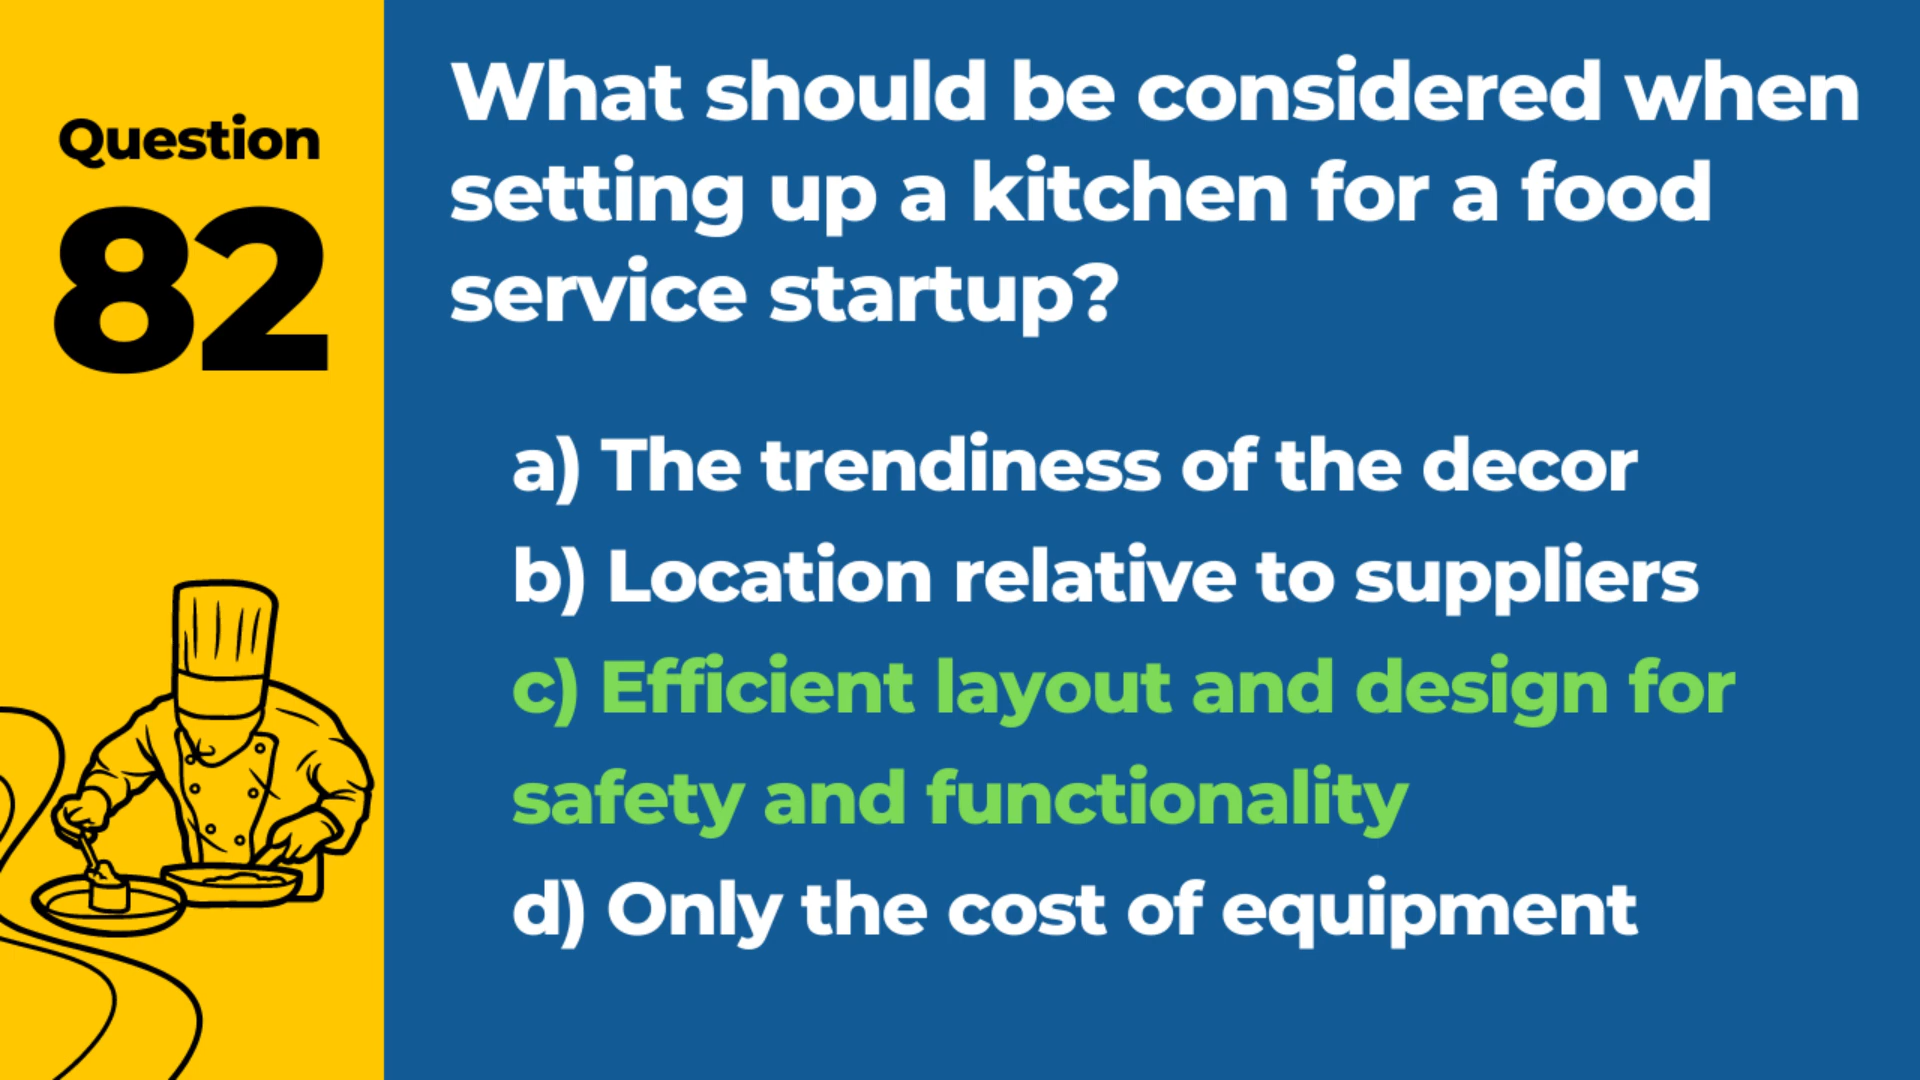 Question
82
What should be considered when
setting up a kitchen for a food
service startup?
a) The trendiness of the decor
b) Location relative to suppliers
c) Efficient layout and design for
safety and functionality
d) Only the cost of equipment